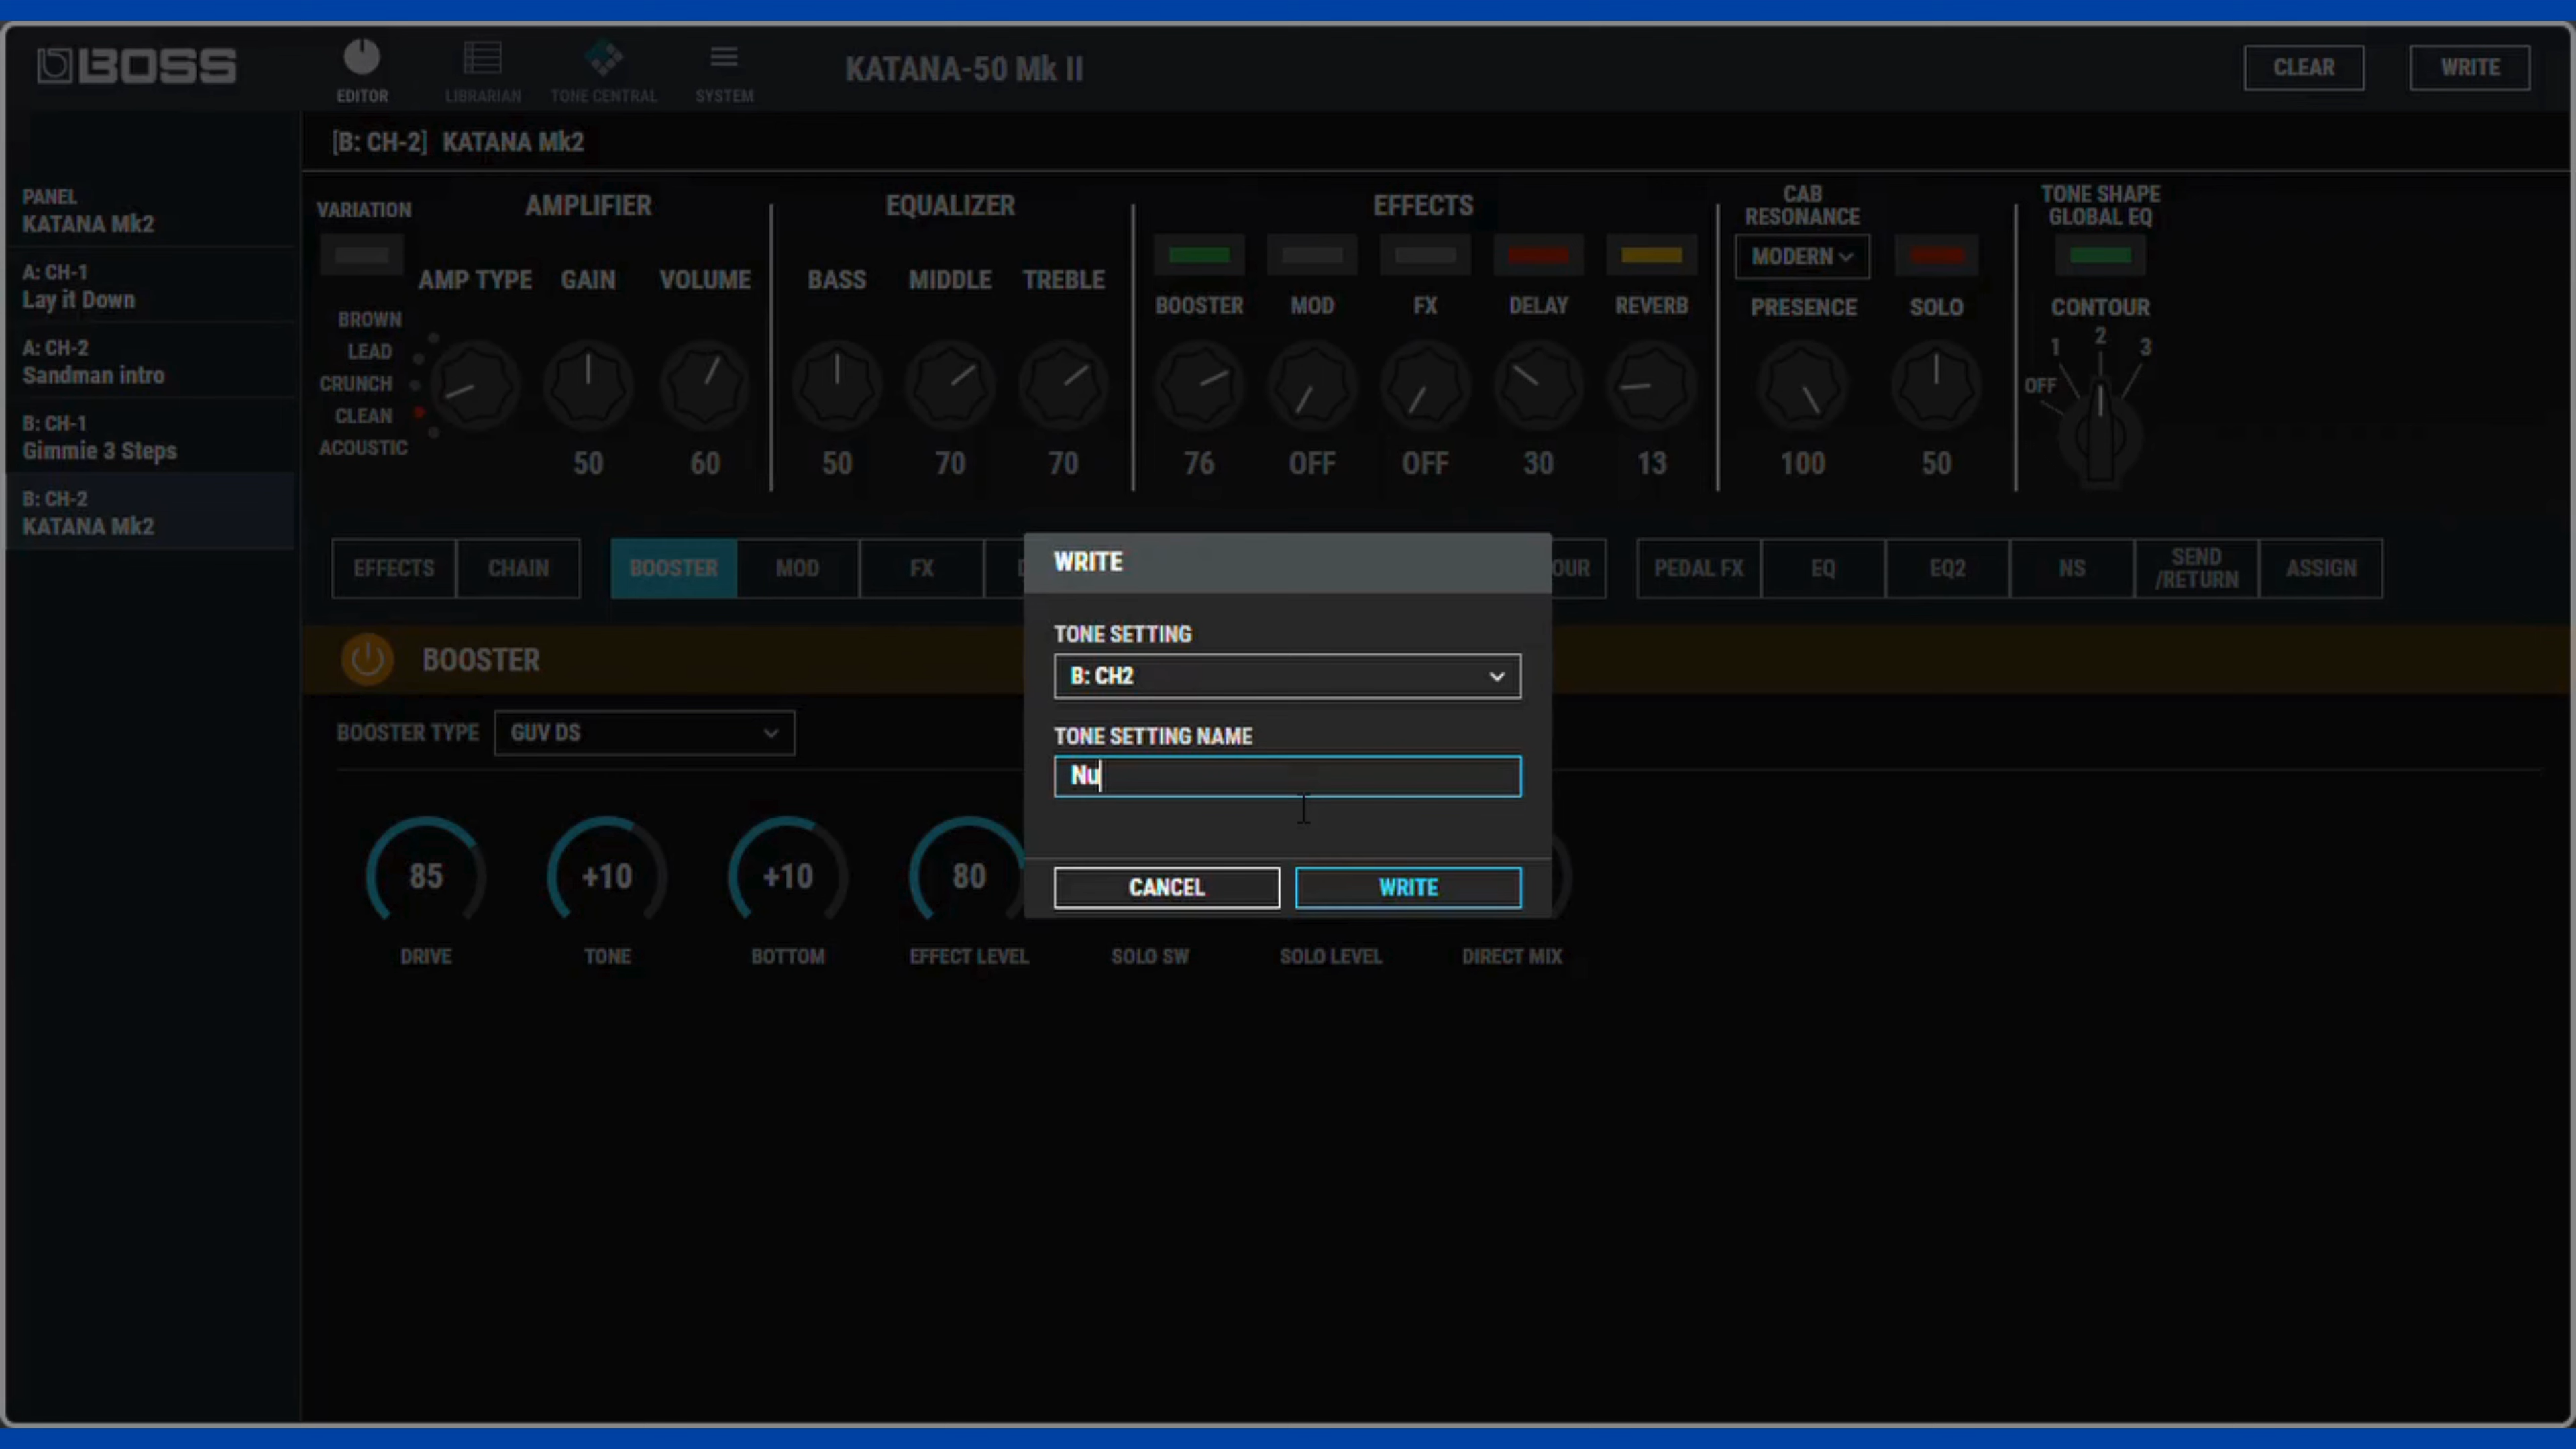 BOSS
EDITOR
LIBRARIAN
TONE CENTRAL
SYSTEM
KATANA-50 Mk II
CLEAR
WRITE
[B: CH-2] KATANA Mk2
PANEL
KATANA Mk2
A: CH-1
Lay it Down
A: CH-2
Sandman intro
B: CH-1
Gimmie 3 Steps
B: CH-2
KATANA Mk2
VARIATION
AMPLIFIER
AMP TYPE
GAIN
VOLUME
BROWN
LEAD
CRUNCH
CLEAN
ACOUSTIC
50
60
EQUALIZER
BASS
MIDDLE
TREBLE
50
70
70
EFFECTS
BOOSTER
MOD
FX
DELAY
REVERB
76
OFF
OFF
30
13
CAB
RESONANCE
MODERN
PRESENCE
SOLO
100
50
TONE SHAPE
GLOBAL EQ
CONTOUR
OFF
1
2
3
EFFECTS
CHAIN
BOOSTER
MOD
FX
OUR
PEDAL FX
EQ
EQ2
NS
SEND
/RETURN
ASSIGN
BOOSTER
BOOSTER TYPE
GUV DS
85
+10
+10
80
DRIVE
TONE
BOTTOM
EFFECT LEVEL
SOLO SW
SOLO LEVEL
DIRECT MIX
WRITE
TONE SETTING
B: CH2
TONE SETTING NAME
Nu
CANCEL
WRITE